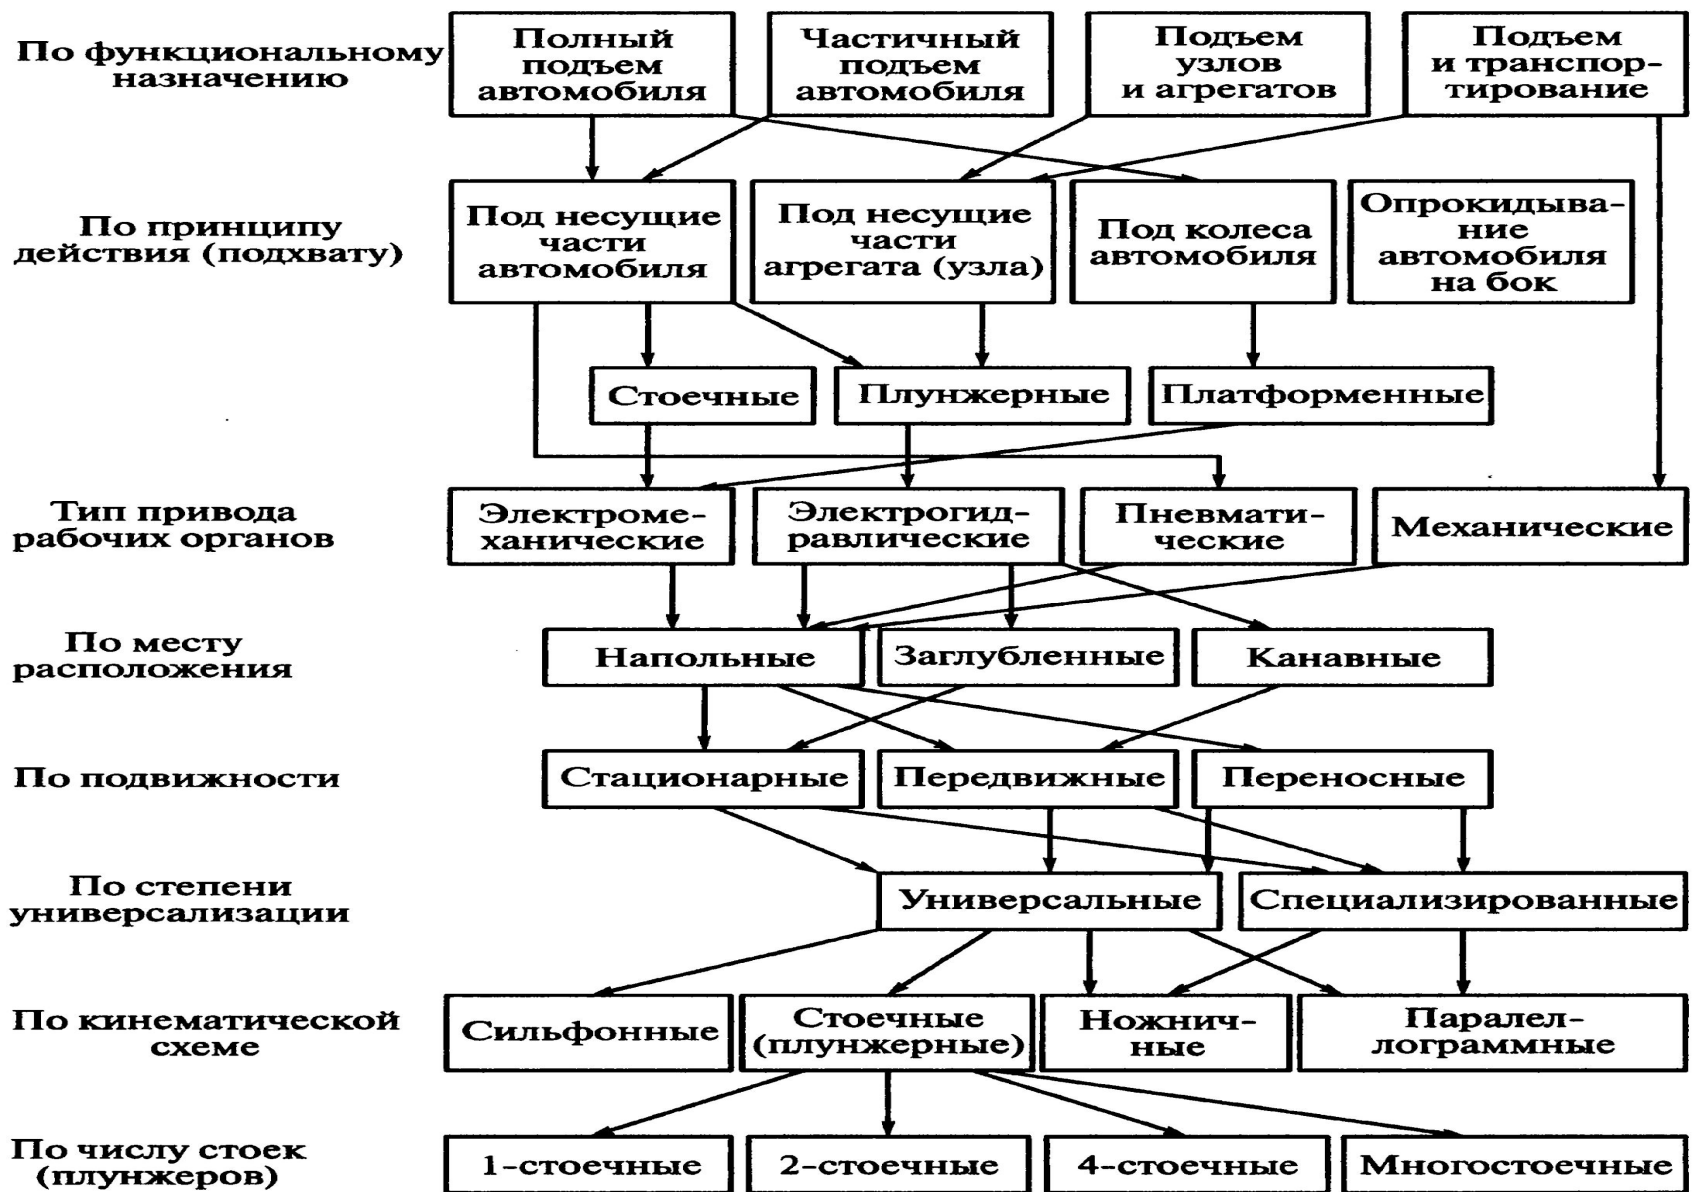 По функциональному
назначению
Полный
подъем
автомобиля
Частичный
подъем
автомобиля
Подъем
узлов
и агрегатов
Подъем
и транспор-
тирование
По принципу
действия (подхвату)
Под несущие
части
автомобиля
Под несущие
части
агрегата (узла)
Под колеса
автомобиля
Опрокидыва-
ние
автомобиля
на бок
Стоечные
Плунжерные
Платформенные
Тип привода
рабочих органов
Электроме-
ханические
Электрогид-
равлические
Пневмати-
ческие
Механические
По месту
расположения
Напольные
Заглубленные
Канавные
По подвижности
Стационарные
Передвижные
Переносные
По степени
универсализации
Универсальные
Специализированные
По кинематической
схеме
Сильфонные
Стоечные
(плунжерные)
Ножнич-
ные
Паралел-
лограммные
По числу стоек
(плунжеров)
1-стоечные
2-стоечные
4-стоечные
Многостоечные